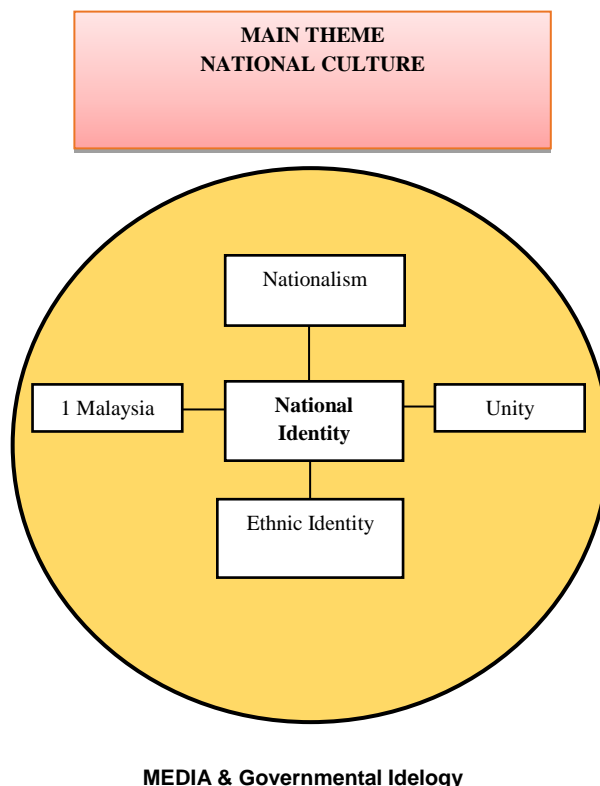 MAIN THEME
NATIONAL CULTURE
Nationalism
1 Malaysia
National
Identity
Unity
Ethnic Identity
MEDIA & Governmental Idelogy